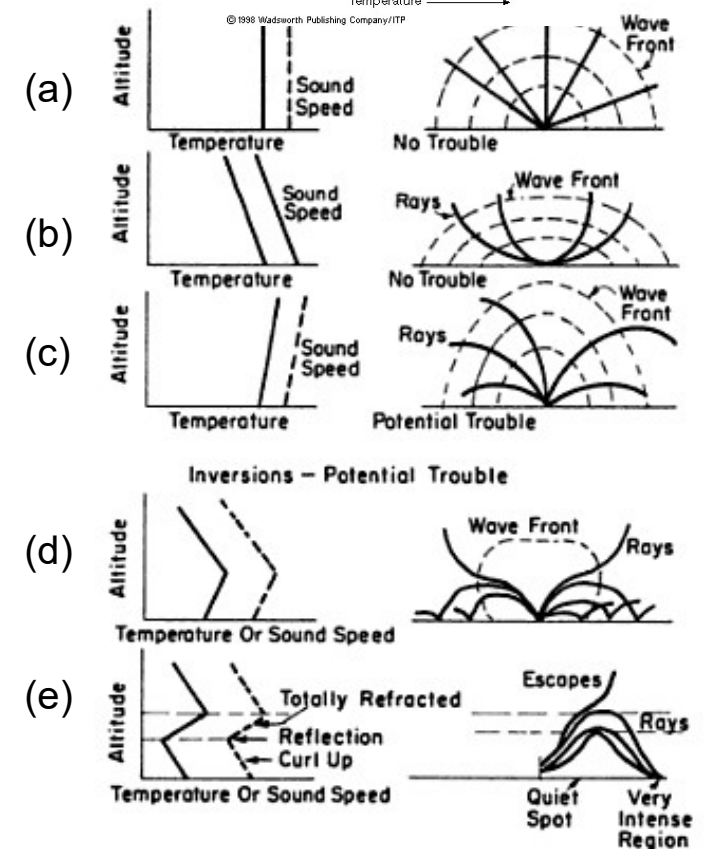 Temperature
© 1998 Wadsworth Publishing Company/ITP
(a)
Altitude
Sound
Speed
Temperature
Wave
Front
No Trouble
(b)
Altitude
Sound
Speed
Temperature
Rays
Wave Front
No Trouble
(c)
Altitude
Sound
Speed
Temperature
Rays
Wave
Front
Potential Trouble
Inversions – Potential Trouble
(d)
Altitude
Temperature Or Sound Speed
Wave Front
Rays
(e)
Altitude
Totally Refracted
Reflection
Curl Up
Temperature Or Sound Speed
Escapes
Rays
Quiet
Spot
Very
Intense
Region